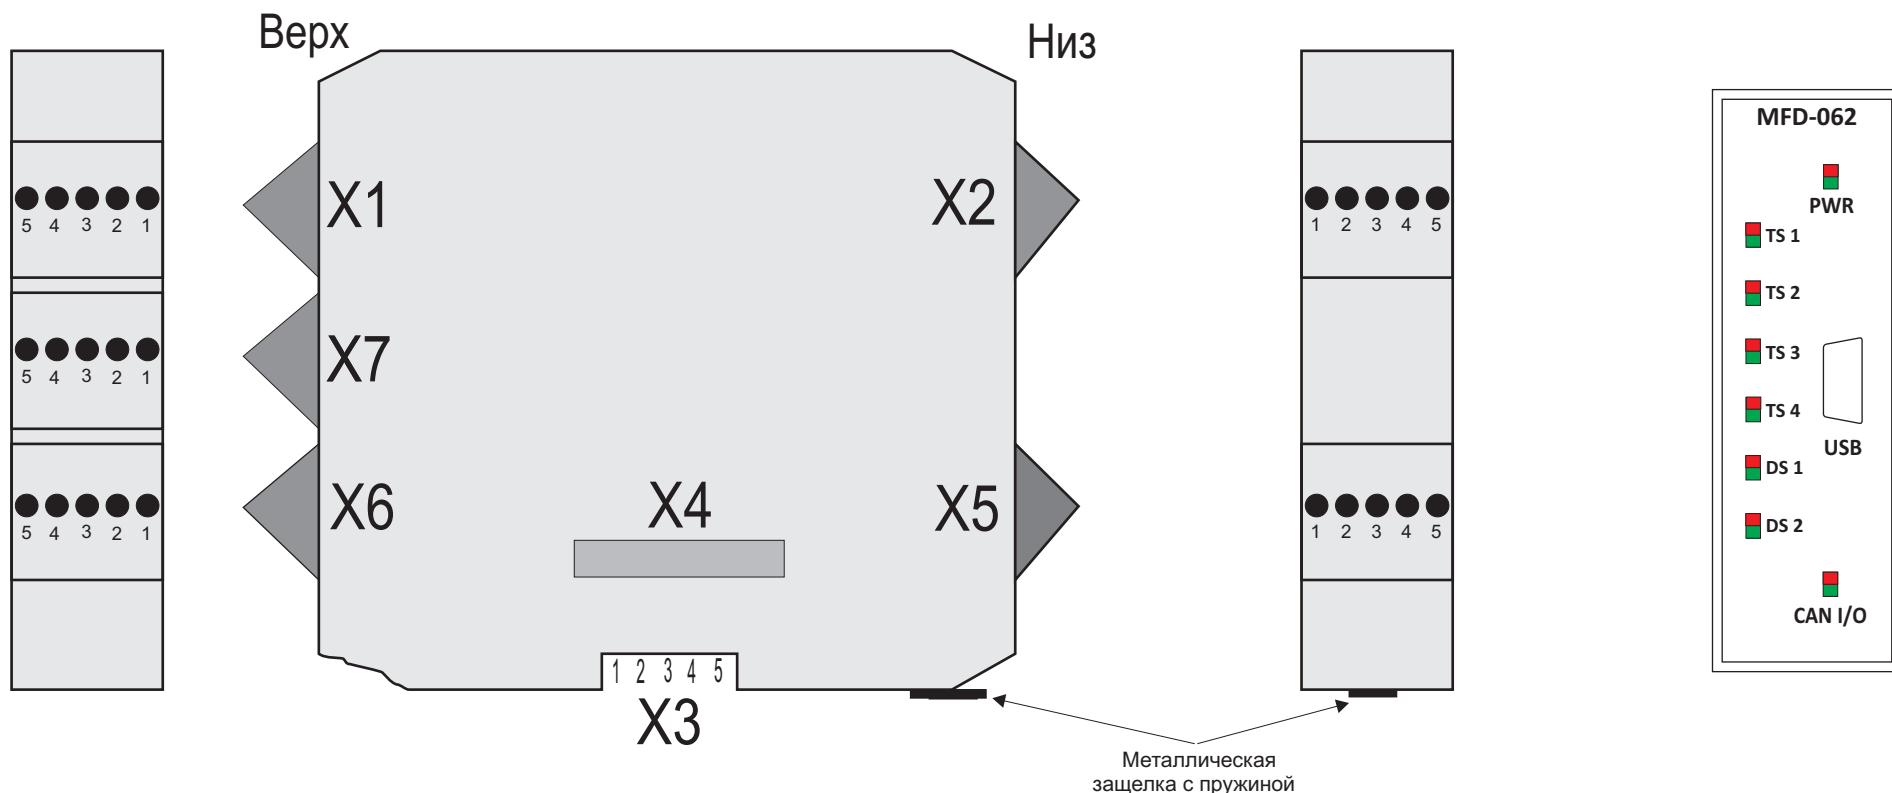 Верх
Низ
5 4 3 2 1
5 4 3 2 1
5 4 3 2 1
X1
X2
X7
X6
X4
X5
1 2 3 4 5
X3
1 2 3 4 5
1 2 3 4 5
Металлическая
защелка с пружиной
MFD-062
PWR
TS 1
TS 2
TS 3
TS 4
USB
DS 1
DS 2
CAN I/O